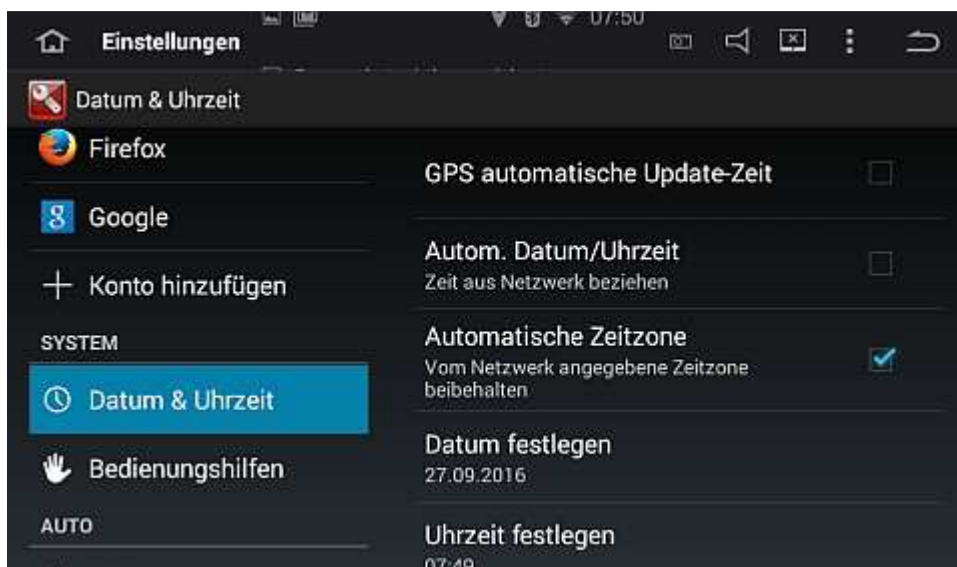 07:50
Einstellungen
Datum & Uhrzeit
Firefox
Google
Konto hinzufügen
SYSTEM
Datum & Uhrzeit
Bedienungshilfen
AUTO
GPS automatische Update-Zeit
Autom. Datum/Uhrzeit
Zeit aus Netzwerk beziehen
Automatische Zeitzone
Vom Netzwerk angegebene Zeitzone
beibehalten
Datum festlegen
27.09.2016
Uhrzeit festlegen
07:49